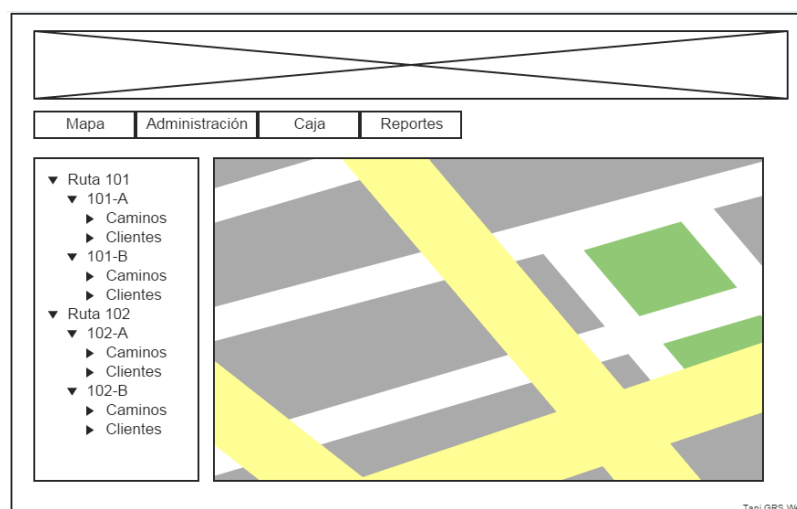 Mapa
Administración
Caja
Reportes
Ruta 101
101-A
Caminos
Clientes
101-B
Caminos
Clientes
Ruta 102
102-A
Caminos
Clientes
102-B
Caminos
Clientes